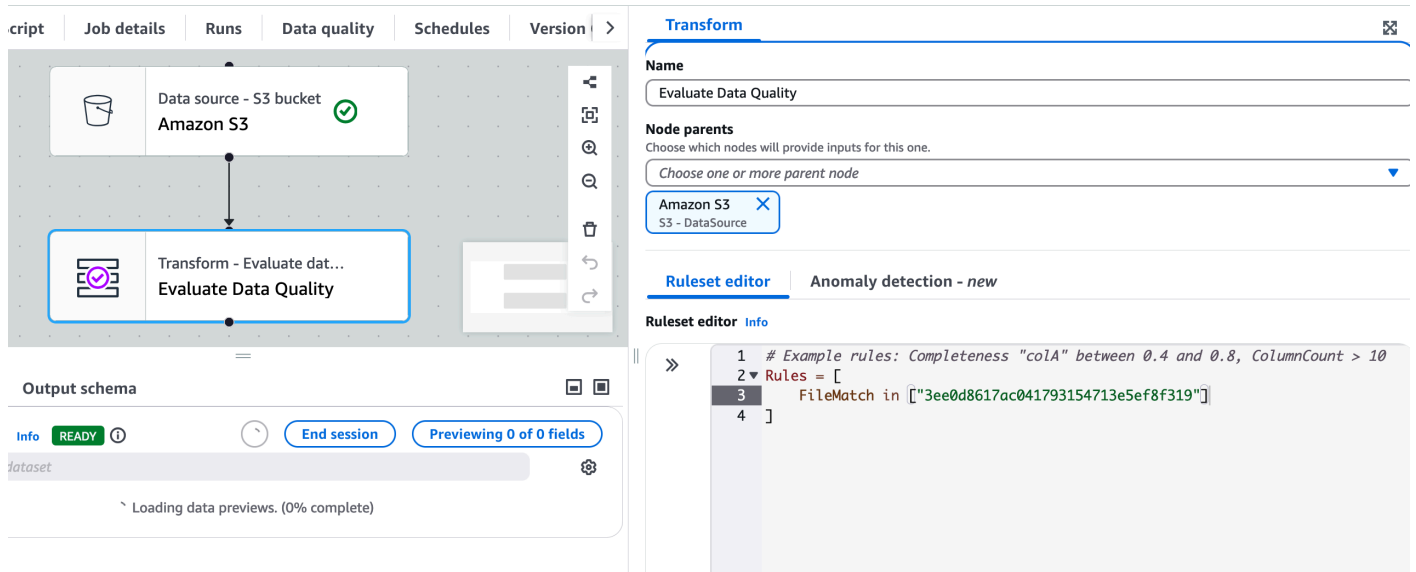 cript
Job details
Runs
Data quality
Schedules
Version
Data source - S3 bucket
Amazon S3
Transform - Evaluate dat...
Evaluate Data Quality
Output schema
Info
READY
End session
Previewing 0 of 0 fields
dataset
Loading data previews. (0% complete)
Transform
Name
Evaluate Data Quality
Node parents
Choose which nodes will provide inputs for this one.
Choose one or more parent node
Amazon S3
S3 - DataSource
Ruleset editor
Anomaly detection - new
Ruleset editor Info
1 # Example rules: Completeness "colA" between 0.4 and 0.8, ColumnCount > 10
2 Rules = [
3 FileMatch in ["3ee0d8617ac041793154713e5ef8f319"]
4 ]